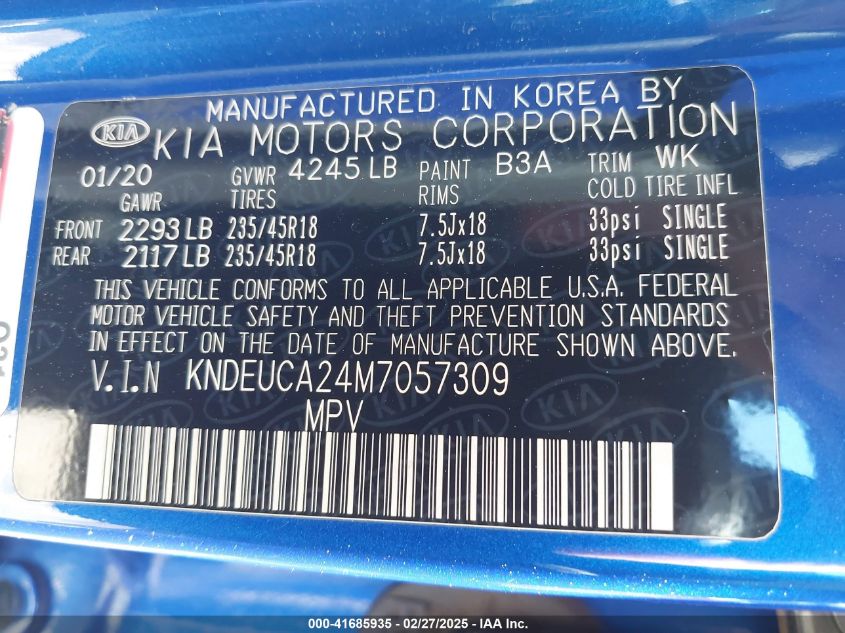 MANUFACTURED IN KOREA BY
KIA KIA MOTORS CORPORATION
01/20 GVWR 4245 LB PAINT B3A TRIM WK
GAWR TIRES RIMS COLD TIRE INFL
FRONT 2293 LB 235/45R18 7.5Jx18 33psi SINGLE
REAR 2117 LB 235/45R18 7.5Jx18 33psi SINGLE
THIS VEHICLE CONFORMS TO ALL APPLICABLE U.S.A. FEDERAL
MOTOR VEHICLE SAFETY AND THEFT PREVENTION STANDARDS
IN EFFECT ON THE DATE OF MANUFACTURE SHOWN ABOVE.
V.I.N KNDEUCA24M7057309
MPV
000-41685935 - 02/27/2025 - IAA Inc.